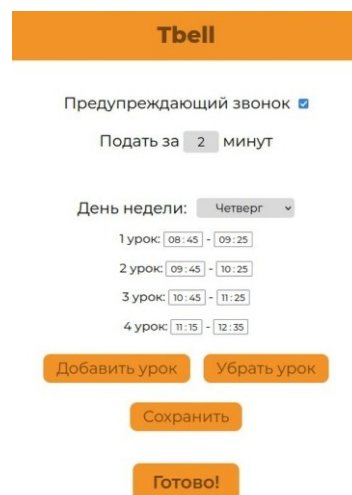 Tbell
Предупреждающий звонок
Подать за 2 минут
День недели: Четверг
1 урок: 08:45 - 09:25
2 урок: 09:45 - 10:25
3 урок: 10:45 - 11:25
4 урок: 11:15 - 12:35
Добавить урок Убрать урок
Сохранить
Готово!